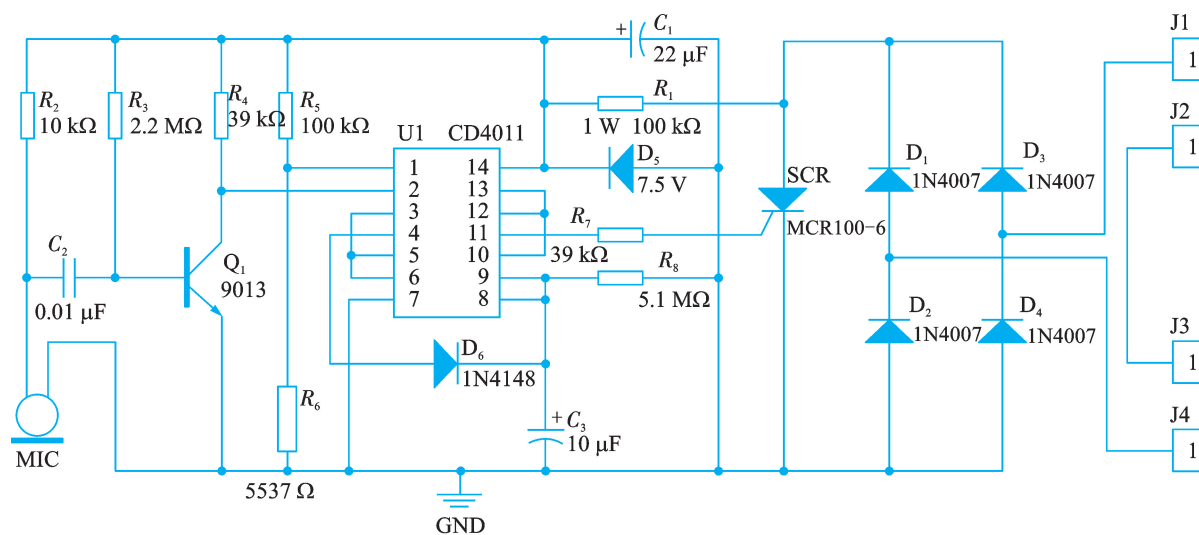 C₁
22 μF
+
J1
1
R₂
10 kΩ
R₃
2.2 MΩ
R₄
39 kΩ
R₅
100 kΩ
R₁
1 W 100 kΩ
J2
1
U1 CD4011
1 14
2 13
3 12
4 11
5 10
6 9
7 8
D₅
7.5 V
SCR
MCR100-6
D₁
1N4007
D₃
1N4007
R₇
39 kΩ
C₂
0.01 μF
Q₁
9013
R₈
5.1 MΩ
D₂
1N4007
D₄
1N4007
J3
1
D₆
1N4148
R₆
5537 Ω
+
C₃
10 μF
J4
1
MIC
GND